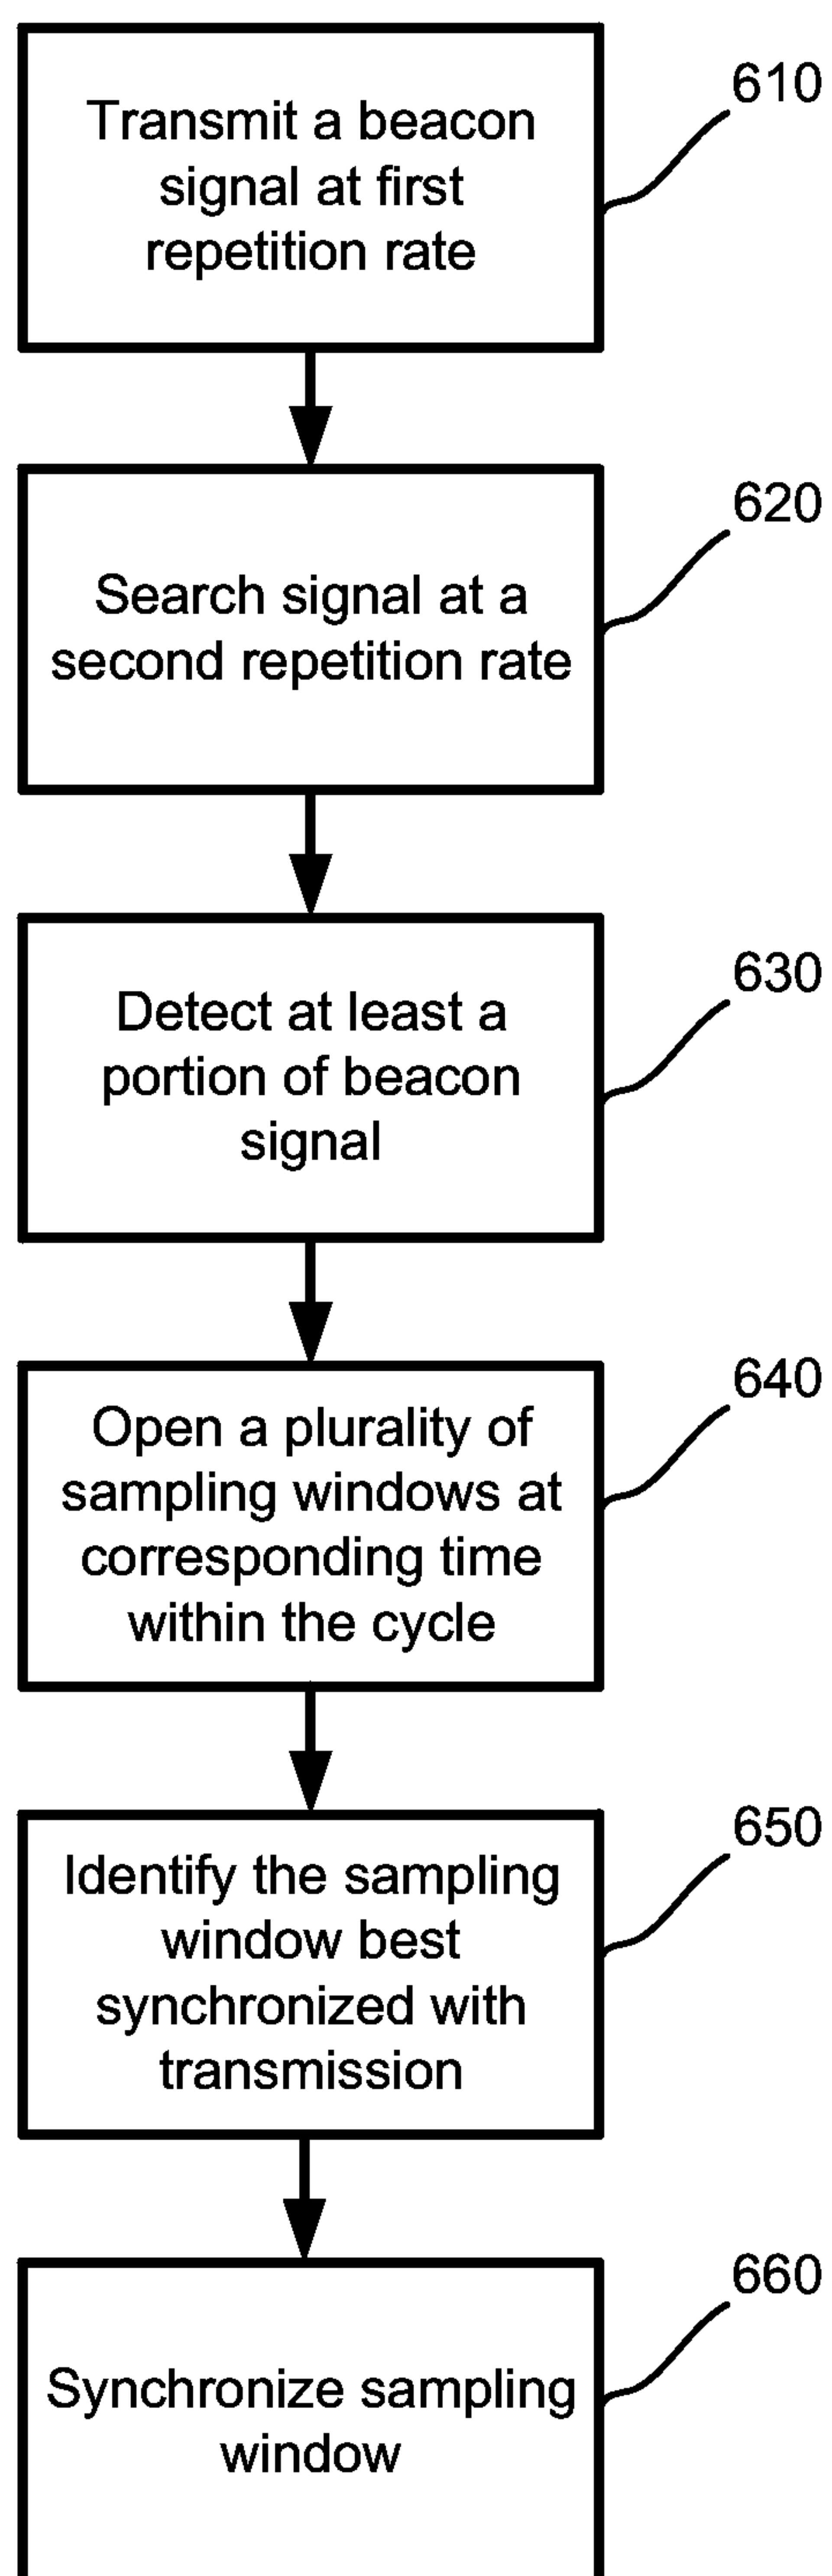 Transmit a beacon
signal at first
repetition rate
610
Search signal at a
second repetition rate
620
Detect at least a
portion of beacon
signal
630
Open a plurality of
sampling windows at
corresponding time
within the cycle
640
Identify the sampling
window best
synchronized with
transmission
650
Synchronize sampling
window
660